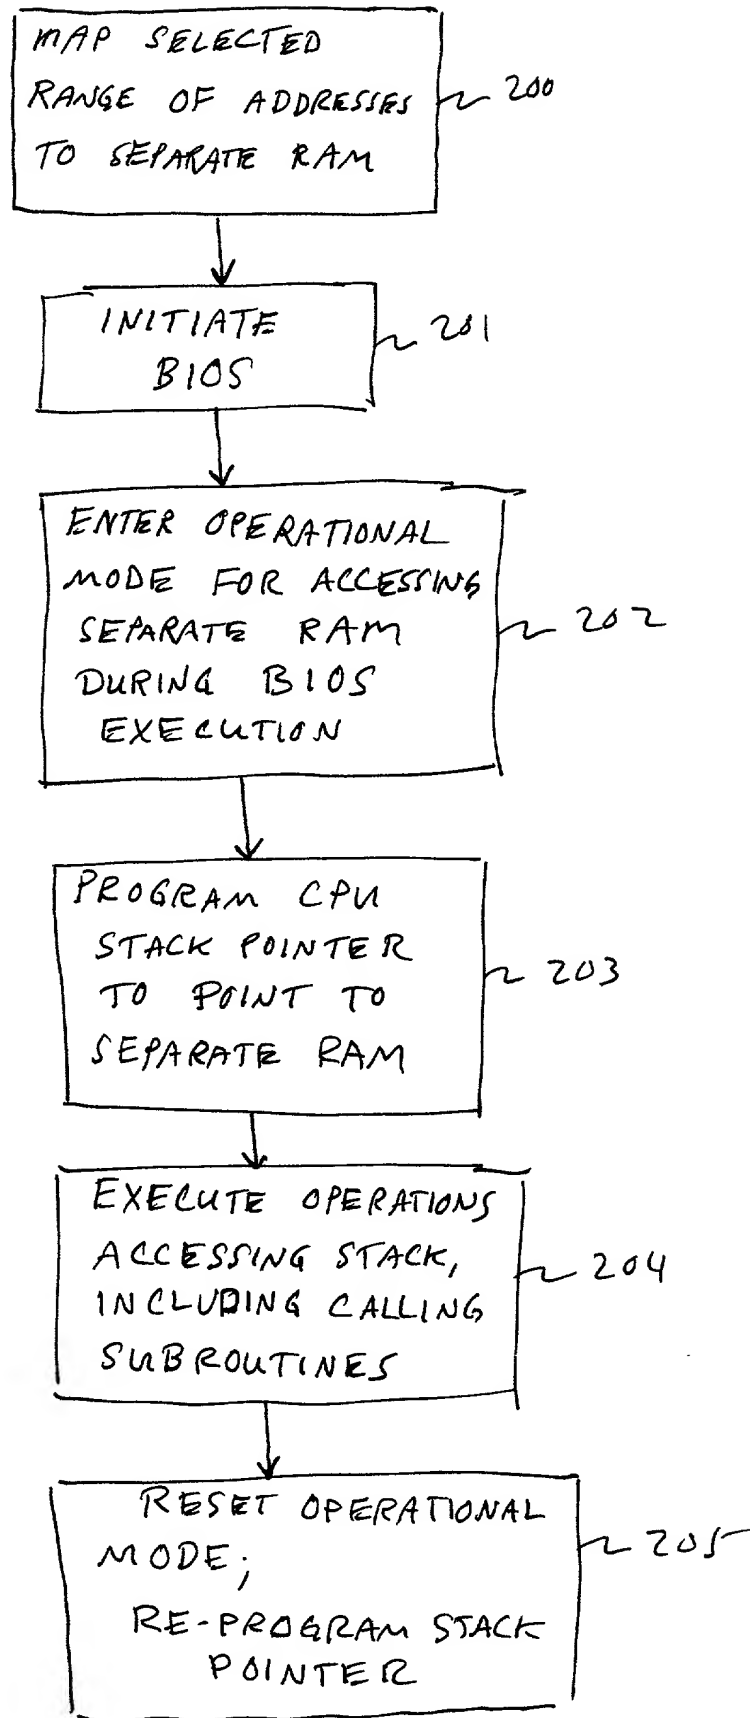 MAP SELECTED
RANGE OF ADDRESSES
TO SEPARATE RAM
200
INITIATE
BIOS
201
ENTER OPERATIONAL
MODE FOR ACCESSING
SEPARATE RAM
DURING BIOS
EXECUTION
202
PROGRAM CPU
STACK POINTER
TO POINT TO
SEPARATE RAM
203
EXECUTE OPERATIONS
ACCESSING STACK,
INCLUDING CALLING
SUBROUTINES
204
RESET OPERATIONAL
MODE;
RE-PROGRAM STACK
POINTER
205